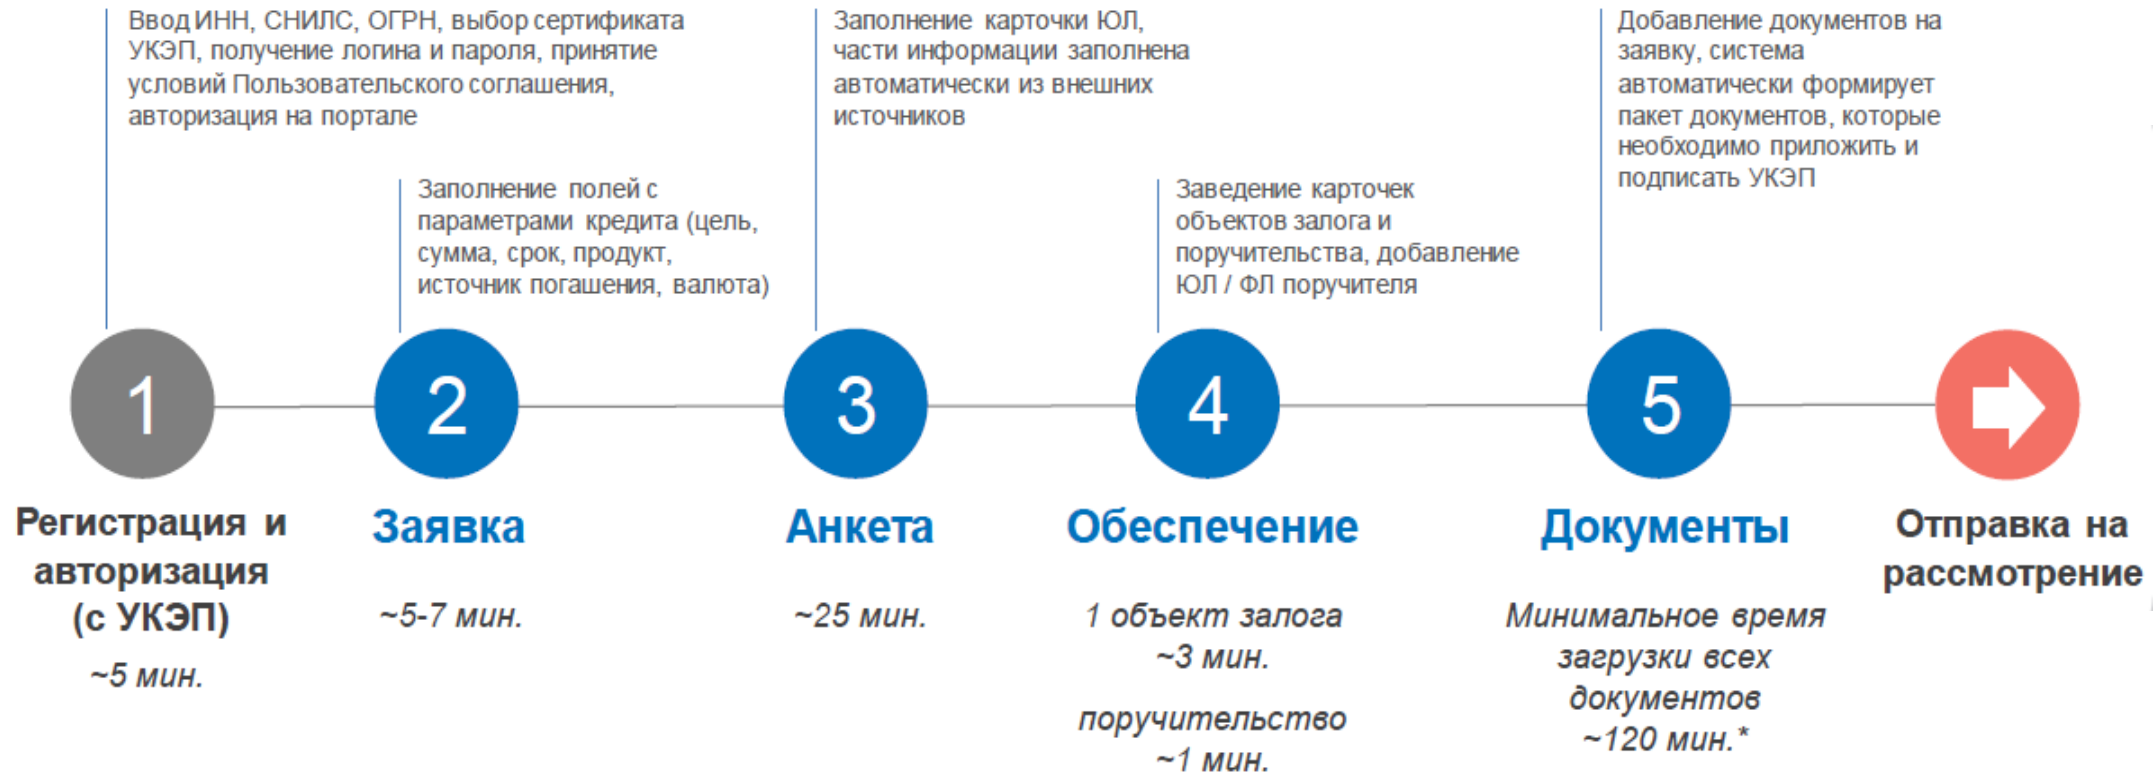 Ввод ИНН, СНИЛС, ОГРН, выбор сертификата
УКЭП, получение логина и пароля, принятие
условий Пользовательского соглашения,
авторизация на портале
Заполнение полей с
параметрами кредита (цель,
сумма, срок, продукт,
источник погашения, валюта)
Заполнение карточки ЮЛ,
части информации заполнена
автоматически из внешних
источников
Заведение карточек
объектов залога и
поручительства, добавление
ЮЛ / ФЛ поручителя
Добавление документов на
заявку, система
автоматически формирует
пакет документов, которые
необходимо приложить и
подписать УКЭП
1
2
3
4
5
Регистрация и
авторизация
(с УКЭП)
~5 мин.
Заявка
~5-7 мин.
Анкета
~25 мин.
Обеспечение
1 объект залога
~3 мин.
поручительство
~1 мин.
Документы
Минимальное время
загрузки всех
документов
~120 мин.*
Отправка на
рассмотрение